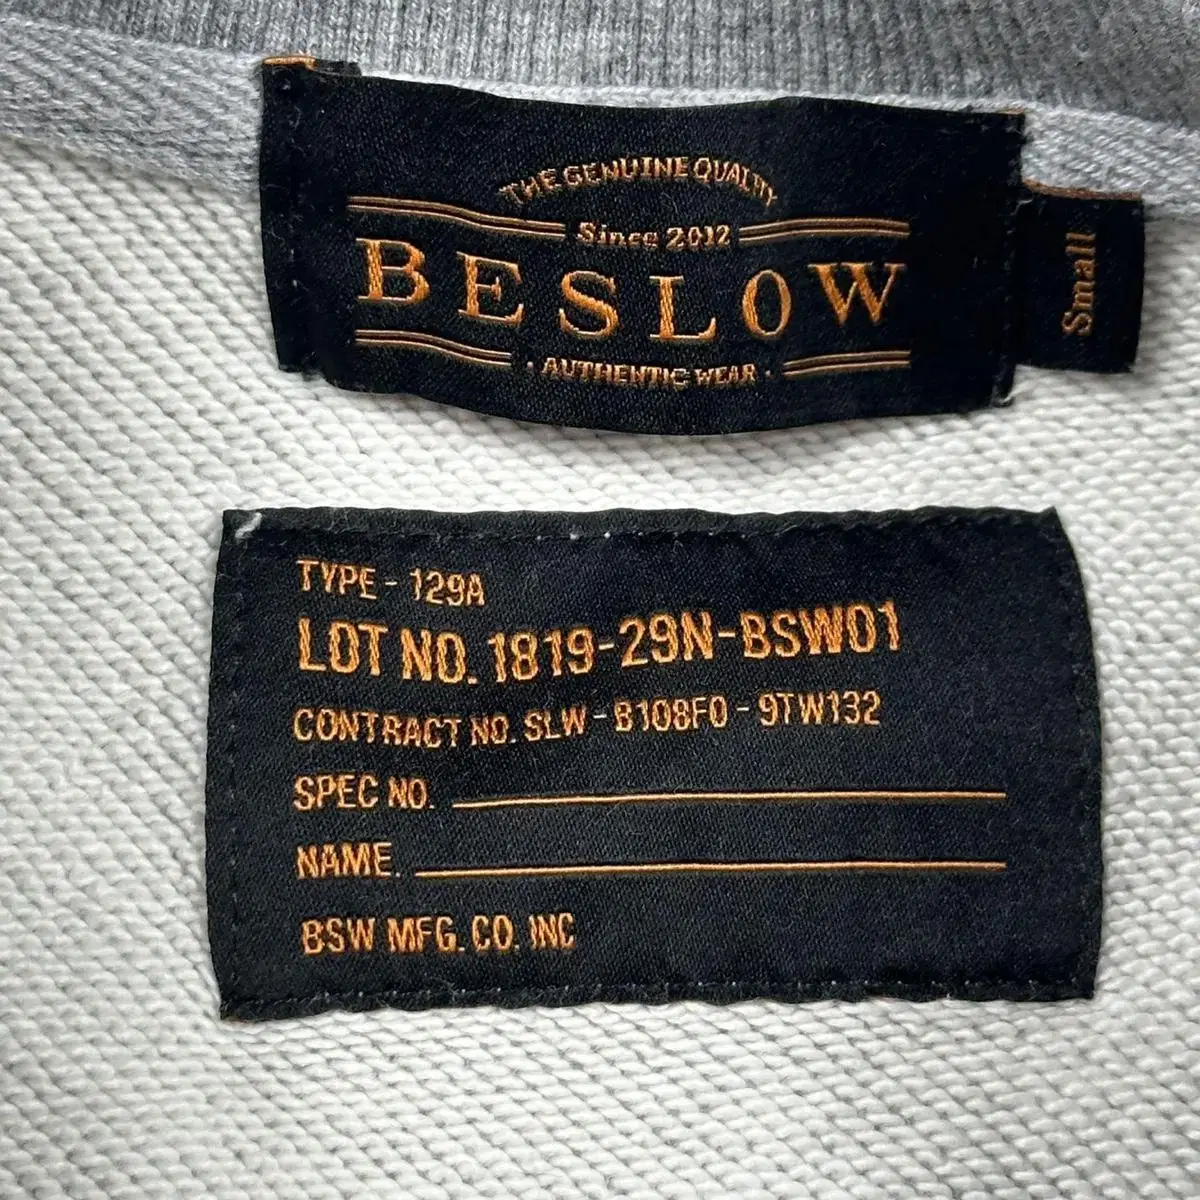 THE GENUINE QUALITY
Since 2012
BESLOW
· AUTHENTIC WEAR ·
Small
TYPE - 129A
LOT NO. 1819-29N-BSW01
CONTRACT NO. SLW - B108F0 - 9TW132
SPEC NO.
NAME.
BSW MFG. CO. INC